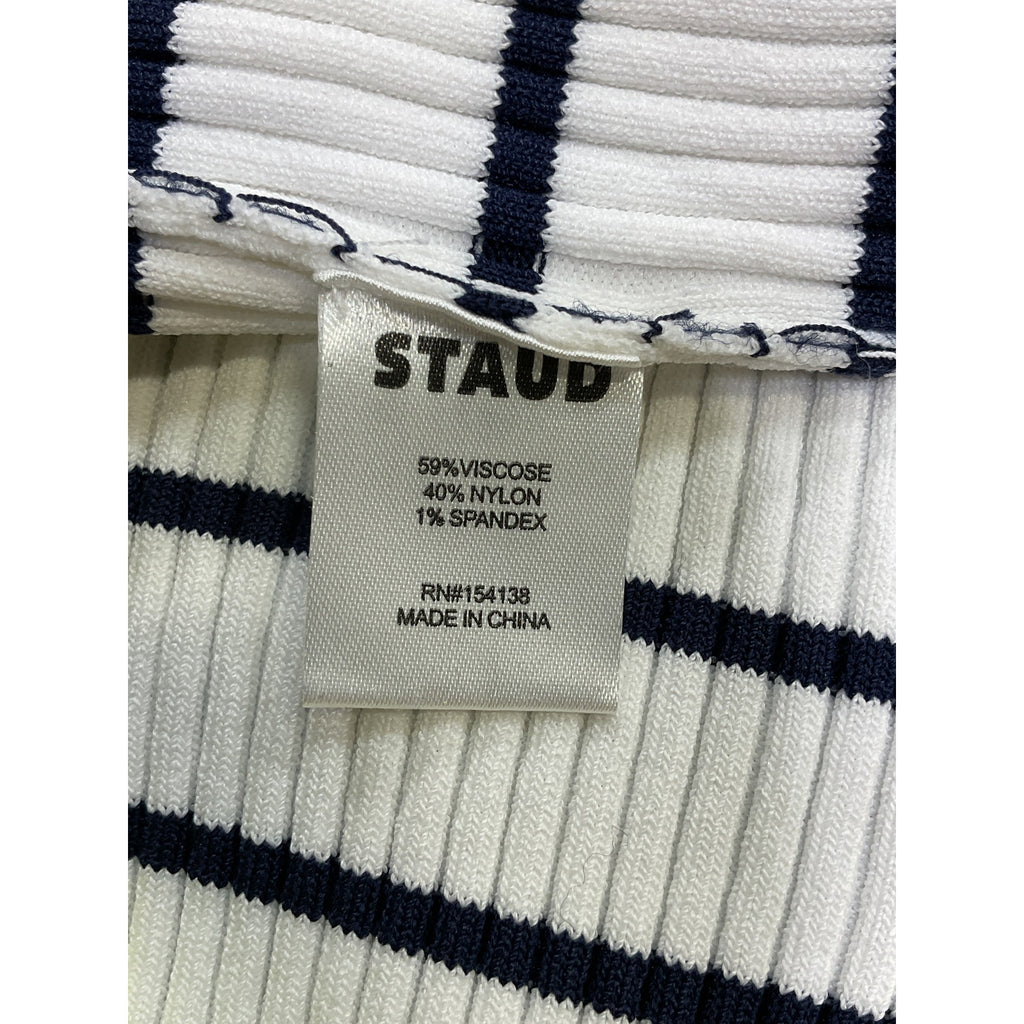 STAUD
59%VISCOSE
40% NYLON
1% SPANDEX
RN#154138
MADE IN CHINA